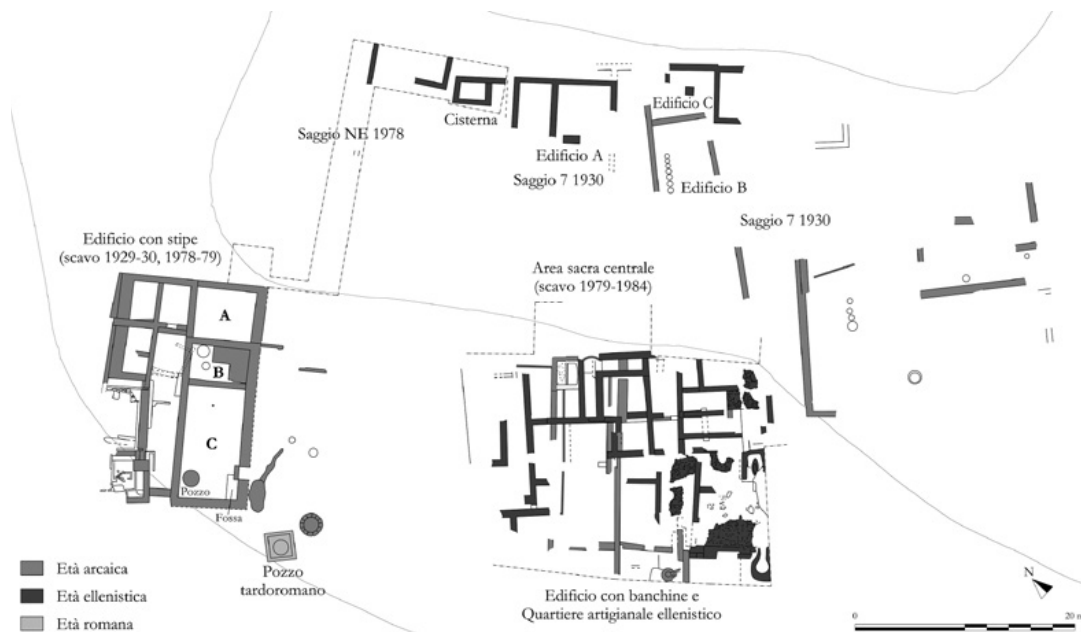 Saggio NE 1978
Cisterna
Edificio A
Saggio 7 1930
Edificio C
Edificio B
Saggio 7 1930
Edificio con stipe
(scavo 1929-30, 1978-79)
A
B
C
Pozzo
Fossa
Pozzo
tardoromano
Area sacra centrale
(scavo 1979-1984)
Edificio con banchine e
Quartiere artigianale ellenistico
Età arcaica
Età ellenistica
Età romana
N
0
20 m